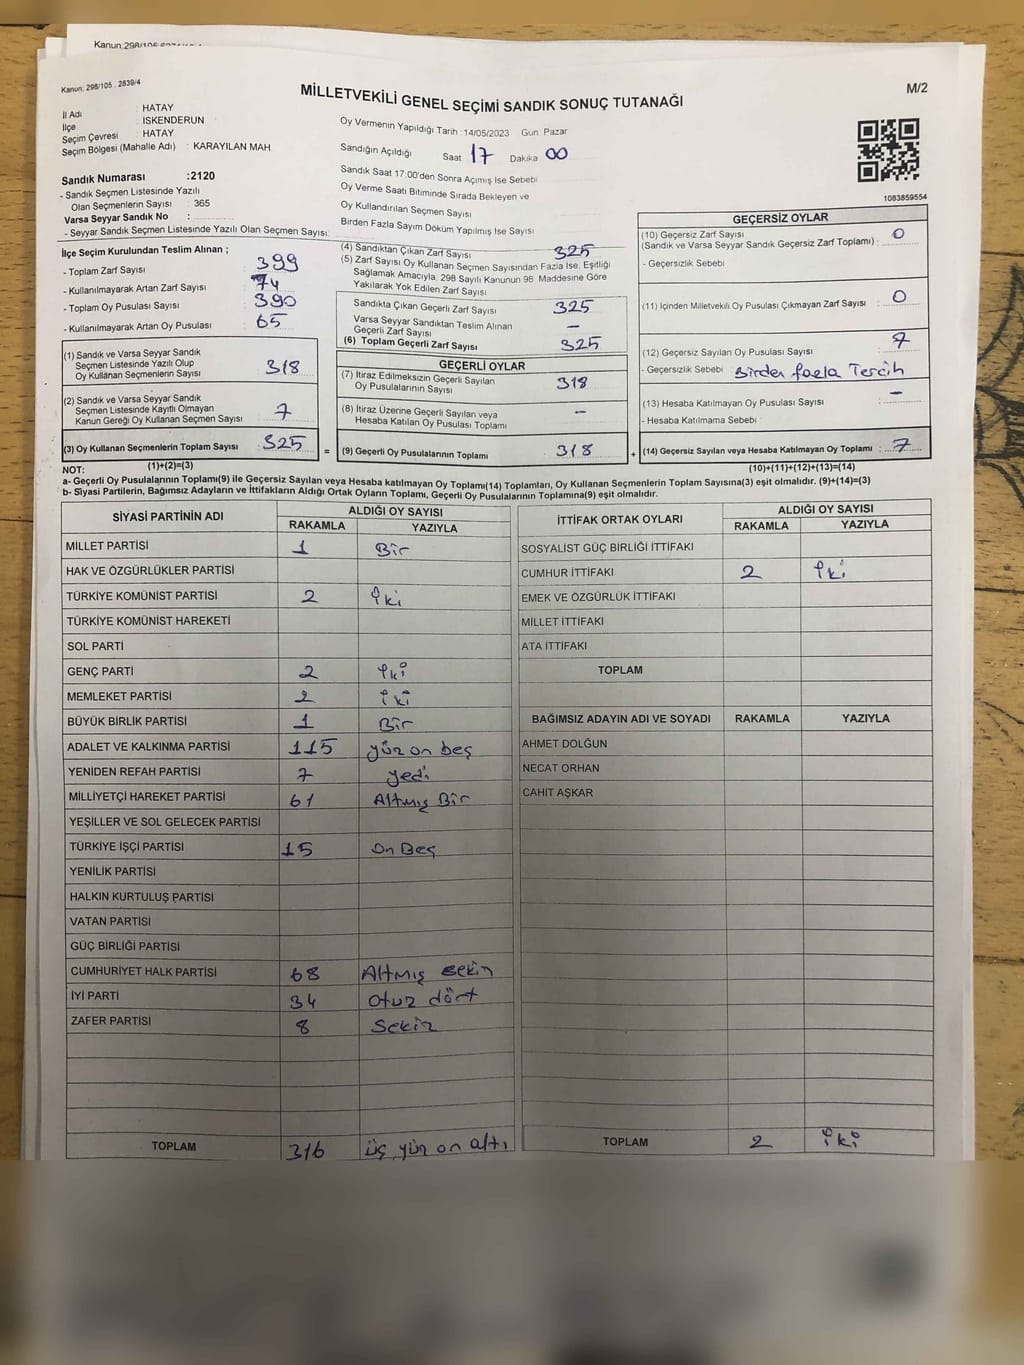 Kanun: 298/105
Kanun: 298/105 . 2839/4
MİLLETVEKİLİ GENEL SEÇİMİ SANDIK SONUÇ TUTANAĞI
M/2
İl Adı : HATAY
İlçe : İSKENDERUN
Seçim Çevresi : HATAY
Seçim Bölgesi (Mahalle Adı) : KARAYILAN MAH
Oy Vermenin Yapıldığı Tarih :14/05/2023 Gun: Pazar
Sandığın Açıldığı Saat 17 Dakika 00
Sandık Saat 17.00'den Sonra Açımış İse Sebebi
Oy Verme Saati Bitiminde Sırada Bekleyen ve
Oy Kullandırılan Seçmen Sayısı
Birden Fazla Sayım Döküm Yapılmış İse Sayısı
1083859554
Sandık Numarası :2120
- Sandık Seçmen Listesinde Yazılı
Olan Seçmenlerin Sayısı : 365
Varsa Seyyar Sandık No :
- Seyyar Sandık Seçmen Listesinde Yazılı Olan Seçmen Sayısı:
İlçe Seçim Kurulundan Teslim Alınan ;
- Toplam Zarf Sayısı 399
- Kullanılmayarak Artan Zarf Sayısı 74
- Toplam Oy Pusulası Sayısı 390
- Kullanılmayarak Artan Oy Pusulası 65
(1) Sandık ve Varsa Seyyar Sandık
Seçmen Listesinde Yazılı Olup
Oy Kullanan Seçmenlerin Sayısı 318
(2) Sandık ve Varsa Seyyar Sandık
Seçmen Listesinde Kayıtlı Olmayan
Kanun Gereği Oy Kullanan Seçmen Sayısı 7
(3) Oy Kullanan Seçmenlerin Toplam Sayısı 325
(1)+(2)=(3)
(4) Sandıktan Çıkan Zarf Sayısı 325
(5) Zarf Sayısı Oy Kullanan Seçmen Sayısından Fazla İse, Eşitliği
Sağlamak Amacıyla; 298 Sayılı Kanunun 98. Maddesine Göre
Yakılarak Yok Edilen Zarf Sayısı
Sandıkta Çıkan Geçerli Zarf Sayısı 325
Varsa Seyyar Sandıktan Teslim Alınan
Geçerli Zarf Sayısı –
(6) Toplam Geçerli Zarf Sayısı 325
GEÇERLİ OYLAR
(7) İtiraz Edilmeksizin Geçerli Sayılan
Oy Pusulalarının Sayısı 318
(8) İtiraz Üzerine Geçerli Sayılan veya
Hesaba Katılan Oy Pusulası Toplamı –
= (9) Geçerli Oy Pusulalarının Toplamı 318
GEÇERSİZ OYLAR
(10) Geçersiz Zarf Sayısı
(Sandık ve Varsa Seyyar Sandık Geçersiz Zarf Toplamı) : 0
- Geçersizlik Sebebi
(11) İçinden Milletvekili Oy Pusulası Çıkmayan Zarf Sayısı : 0
(12) Geçersiz Sayılan Oy Pusulası Sayısı 7
- Geçersizlik Sebebi Birden fazla Tercih
(13) Hesaba Katılmayan Oy Pusulası Sayısı : –
- Hesaba Katılmama Sebebi
+ (14) Geçersiz Sayılan veya Hesaba Katılmayan Oy Toplamı : 7
(10)+(11)+(12)+(13)=(14)
NOT:
a- Geçerli Oy Pusulalarının Toplamı(9) ile Geçersiz Sayılan veya Hesaba katılmayan Oy Toplamı(14) Toplamları, Oy Kullanan Seçmenlerin Toplam Sayısına(3) eşit olmalıdır. (9)+(14)=(3)
b- Siyasi Partilerin, Bağımsız Adayların ve İttifakların Aldığı Ortak Oyların Toplamı, Geçerli Oy Pusulalarının Toplamına(9) eşit olmalıdır.
SİYASİ PARTİNİN ADI ALDIĞI OY SAYISI
RAKAMLA YAZIYLA
MİLLET PARTİSİ 1 Bir
HAK VE ÖZGÜRLÜKLER PARTİSİ
TÜRKİYE KOMÜNİST PARTİSİ 2 İki
TÜRKİYE KOMÜNİST HAREKETİ
SOL PARTİ
GENÇ PARTİ 2 İki
MEMLEKET PARTİSİ 2 İki
BÜYÜK BİRLİK PARTİSİ 1 Bir
ADALET VE KALKINMA PARTİSİ 115 yüz on beş
YENİDEN REFAH PARTİSİ 7 yedi
MİLLİYETÇİ HAREKET PARTİSİ 61 Altmış Bir
YEŞİLLER VE SOL GELECEK PARTİSİ
TÜRKİYE İŞÇİ PARTİSİ 15 On Beş
YENİLİK PARTİSİ
HALKIN KURTULUŞ PARTİSİ
VATAN PARTİSİ
GÜÇ BİRLİĞİ PARTİSİ
CUMHURİYET HALK PARTİSİ 68 Altmış sekiz
İYİ PARTİ 34 otuz dört
ZAFER PARTİSİ 8 Sekiz
TOPLAM 316 üç yüz on altı
İTTİFAK ORTAK OYLARI ALDIĞI OY SAYISI
RAKAMLA YAZIYLA
SOSYALİST GÜÇ BİRLİĞİ İTTİFAKI
CUMHUR İTTİFAKI 2 İki
EMEK VE ÖZGÜRLÜK İTTİFAKI
MİLLET İTTİFAKI
ATA İTTİFAKI
TOPLAM
BAĞIMSIZ ADAYIN ADI VE SOYADI RAKAMLA YAZIYLA
AHMET DOLĞUN
NECAT ORHAN
CAHİT AŞKAR
TOPLAM 2 İki